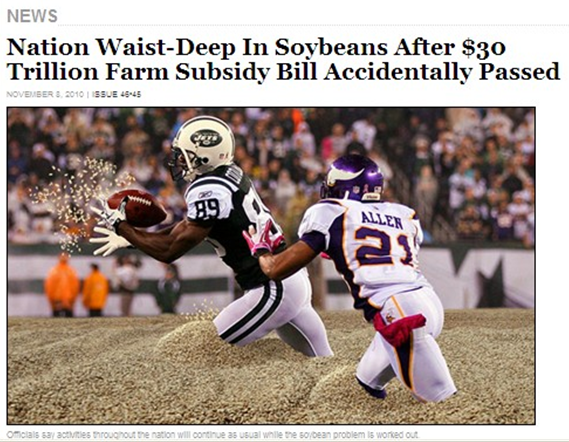 NEWS
Nation Waist-Deep In Soybeans After $30
Trillion Farm Subsidy Bill Accidentally Passed
NOVEMBER 3, 2010 | ISSUE 46•45
JETS
89
ALLEN
21
Officials say activities throughout the nation will continue as usual while the soybean problem is worked out.